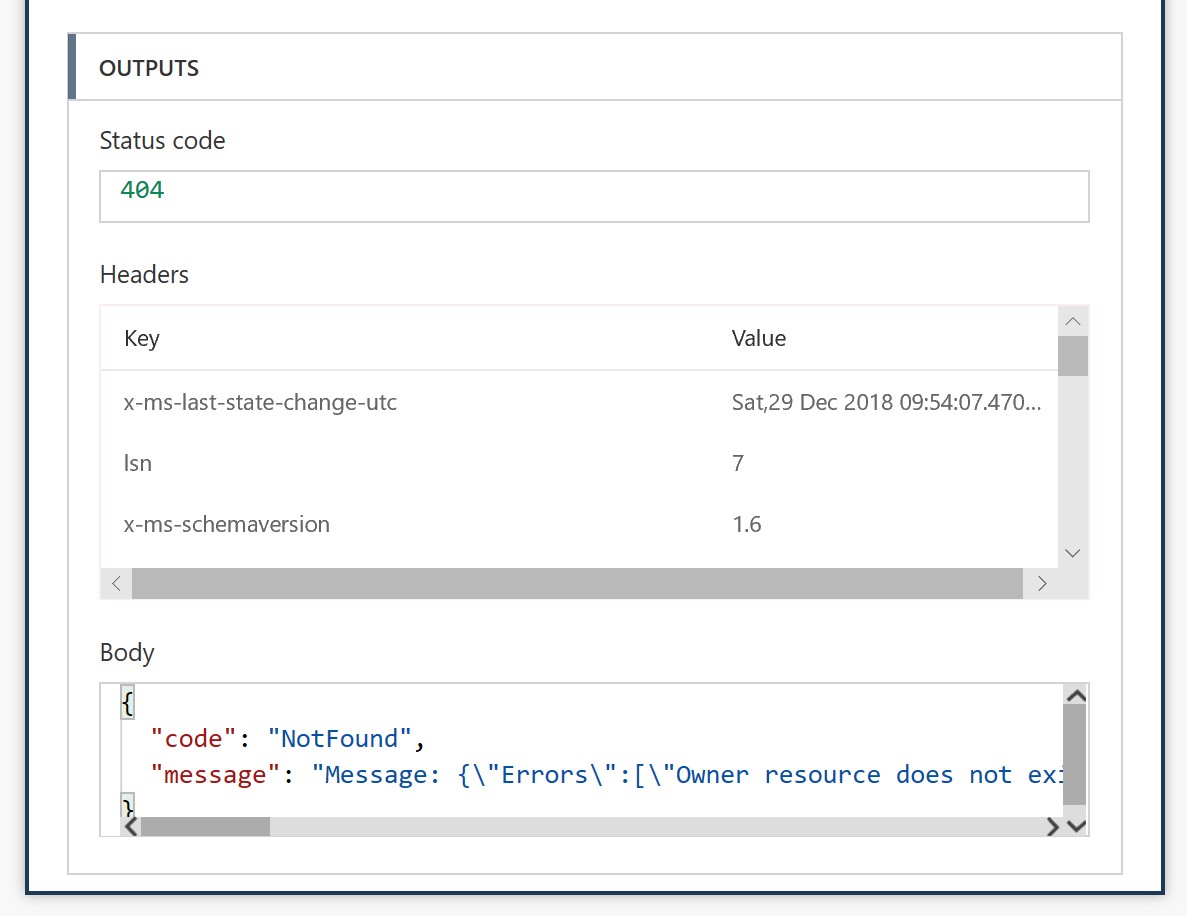 OUTPUTS
Status code
404
Headers
Key Value
x-ms-last-state-change-utc Sat,29 Dec 2018 09:54:07.470...
lsn 7
x-ms-schemaversion 1.6
Body
{
"code": "NotFound",
"message": "Message: {\"Errors\":[\"Owner resource does not exi
}